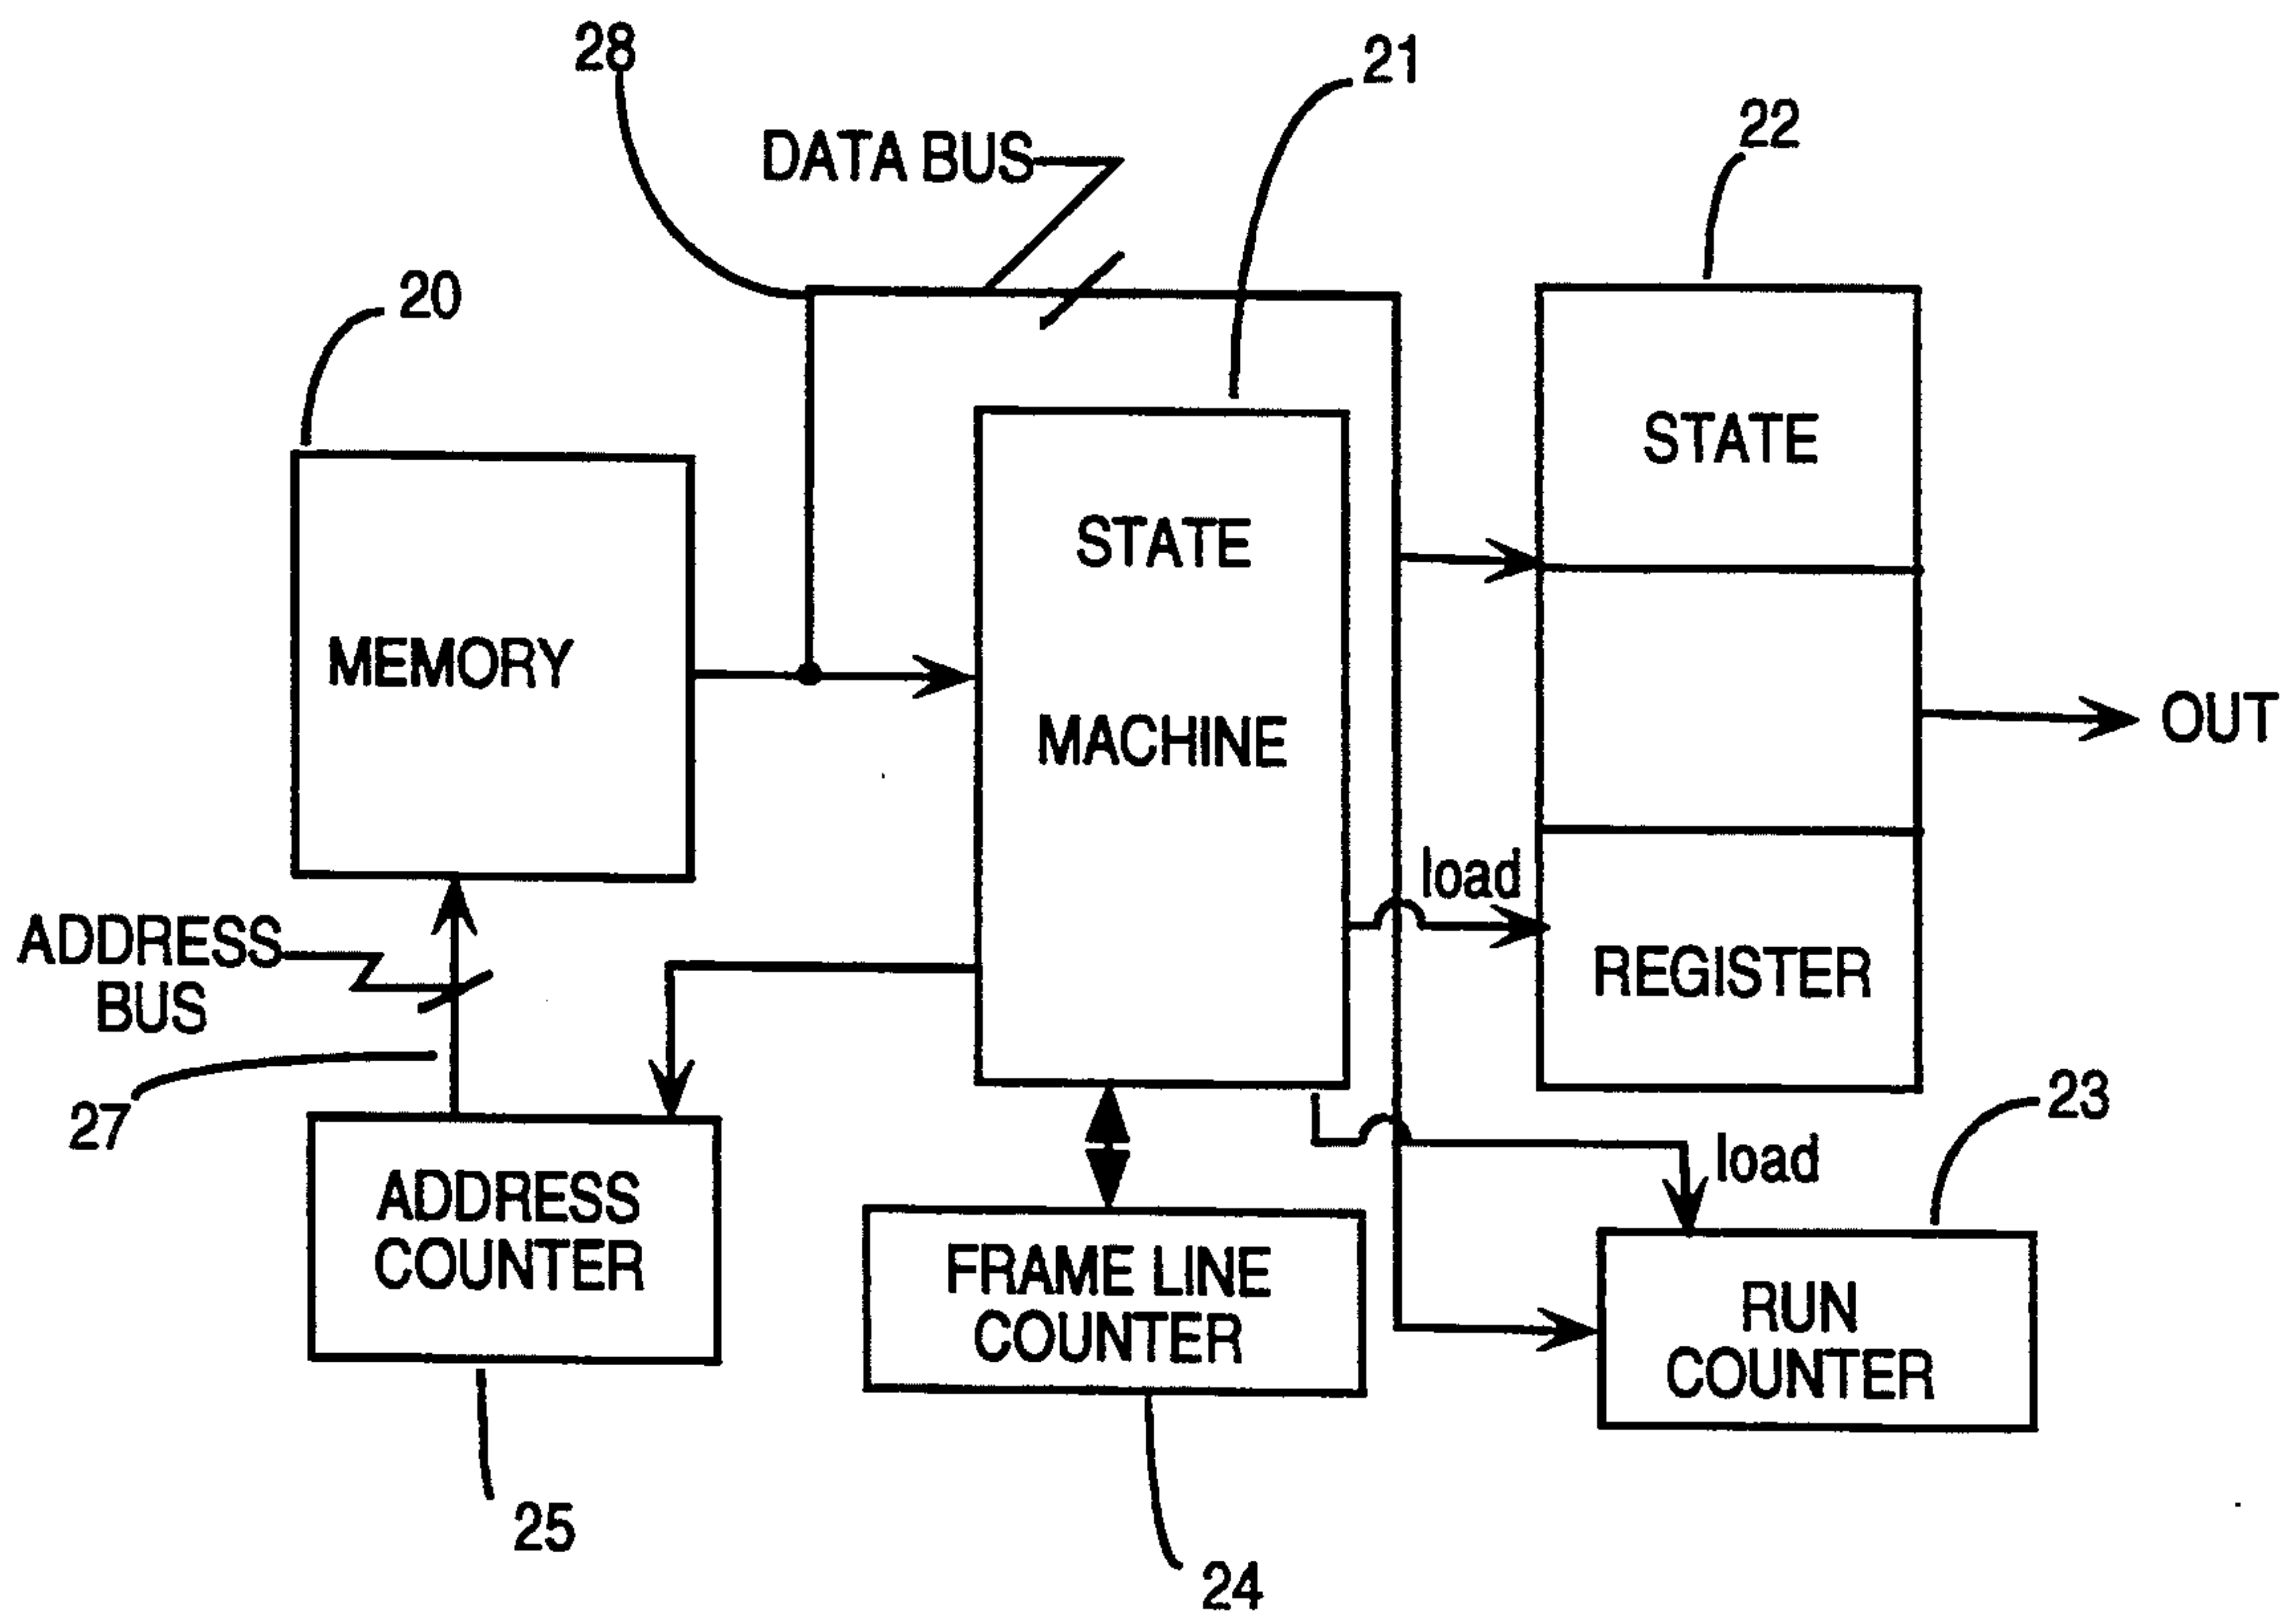 28
21
DATA BUS
22
20
STATE
STATE
MEMORY
MACHINE
OUT
load
ADDRESS
BUS
REGISTER
27
23
load
ADDRESS
COUNTER
FRAME LINE
COUNTER
RUN
COUNTER
25
24